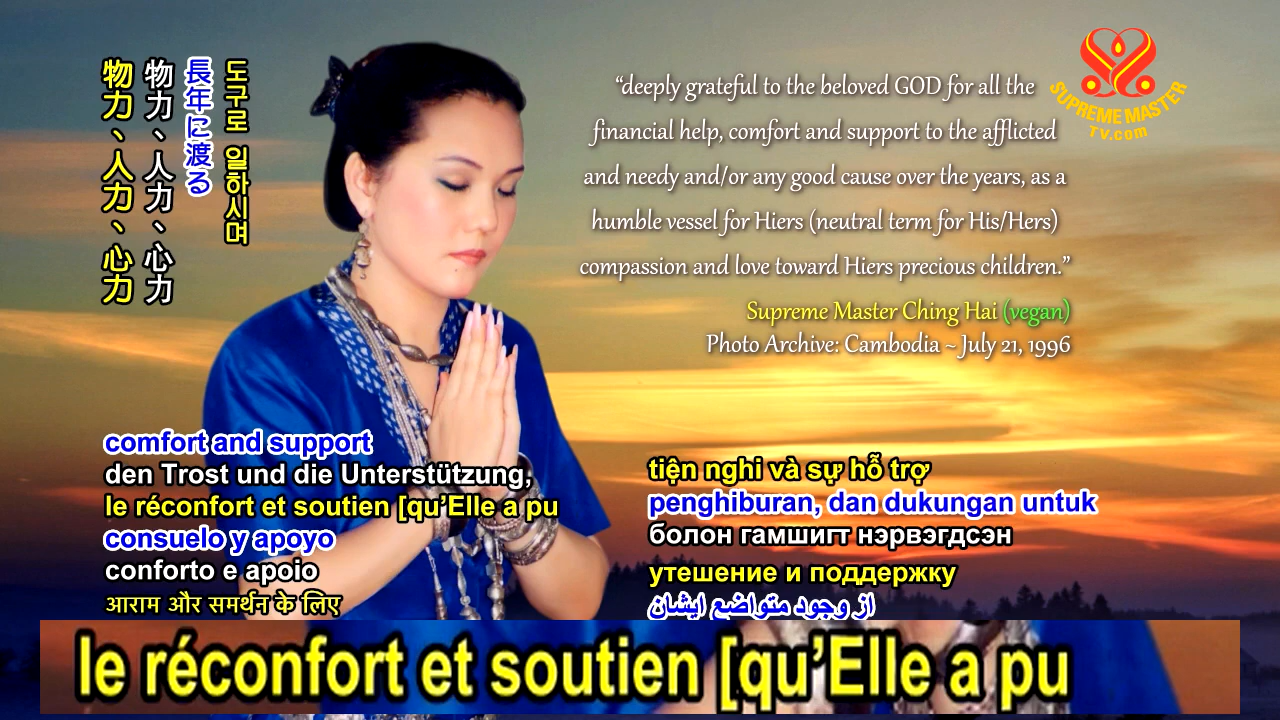 物力、人力、心力
物力、人力、心力
長年に渡る
도구로 일하시며
“deeply grateful to the beloved GOD for all the
financial help, comfort and support to the afflicted
and needy and/or any good cause over the years, as a
humble vessel for Hiers (neutral term for His/Hers)
compassion and love toward Hiers precious children.”
Supreme Master Ching Hai (vegan)
Photo Archive: Cambodia ~ July 21, 1996
SUPREME MASTER
TV.com
comfort and support
den Trost und die Unterstützung,
le réconfort et soutien [qu’Elle a pu
consuelo y apoyo
conforto e apoio
आराम और समर्थन के लिए
tiện nghi và sự hỗ trợ
penghiburan, dan dukungan untuk
болон гамшигт нэрвэгдсэн
утешение и поддержку
از وجود متواضع ایشان
le réconfort et soutien [qu’Elle a pu